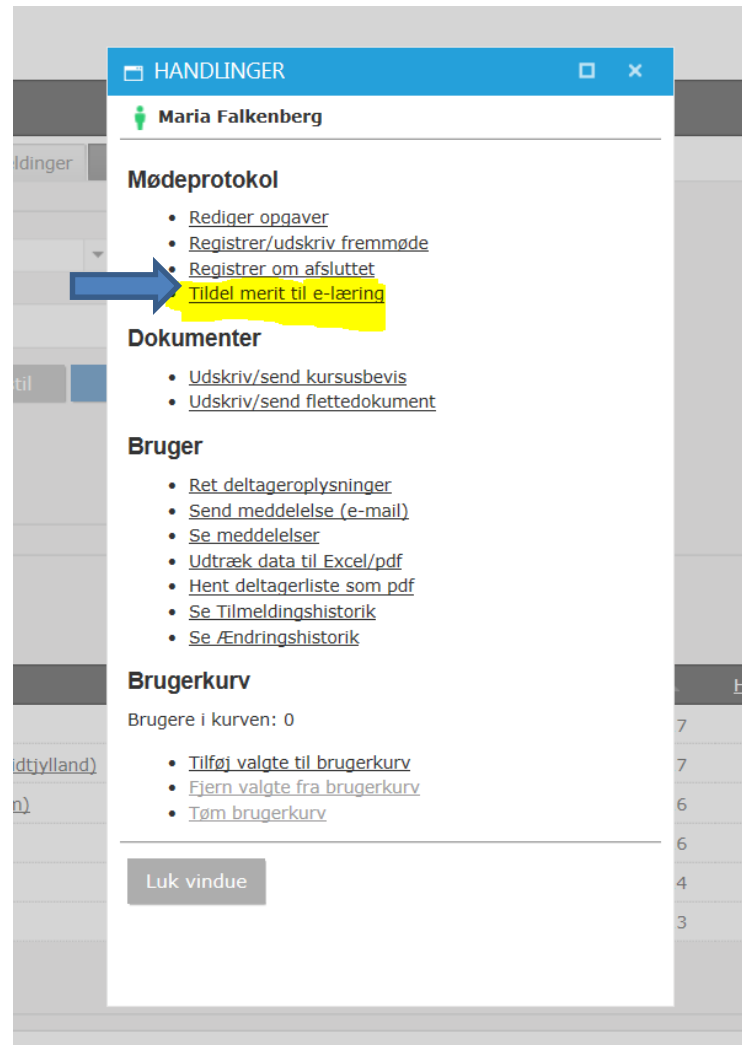 HANDLINGER
Maria Falkenberg
ldinger
Mødeprotokol
Rediger opgaver
Registrer/udskriv fremmøde
Registrer om afsluttet
Tildel merit til e-læring
Dokumenter
til
Udskriv/send kursusbevis
Udskriv/send flettedokument
Bruger
Ret deltageroplysninger
Send meddelelse (e-mail)
Se meddelelser
Udtræk data til Excel/pdf
Hent deltagerliste som pdf
Se Tilmeldingshistorik
Se Ændringshistorik
Brugerkurv
H
Brugere i kurven: 0
7
idtjylland)
Tilføj valgte til brugerkurv
7
Fjern valgte fra brugerkurv
6
Tøm brugerkurv
6
Luk vindue
4
3